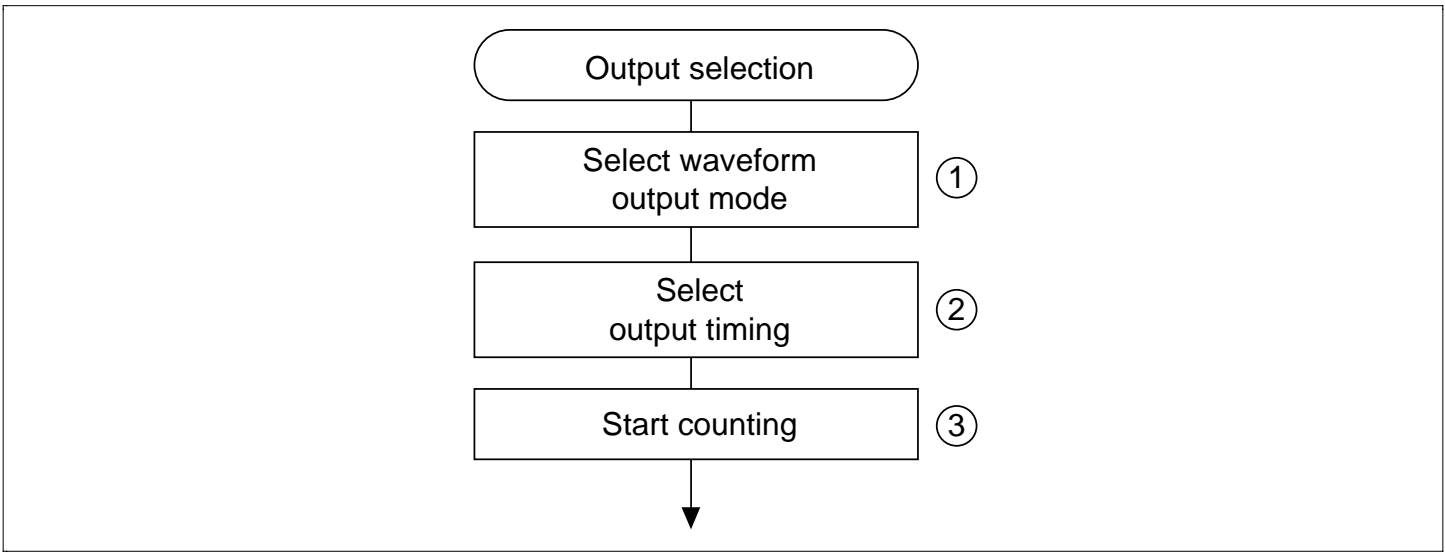 Output selection
Select waveform
output mode
①
Select
output timing
②
Start counting
③